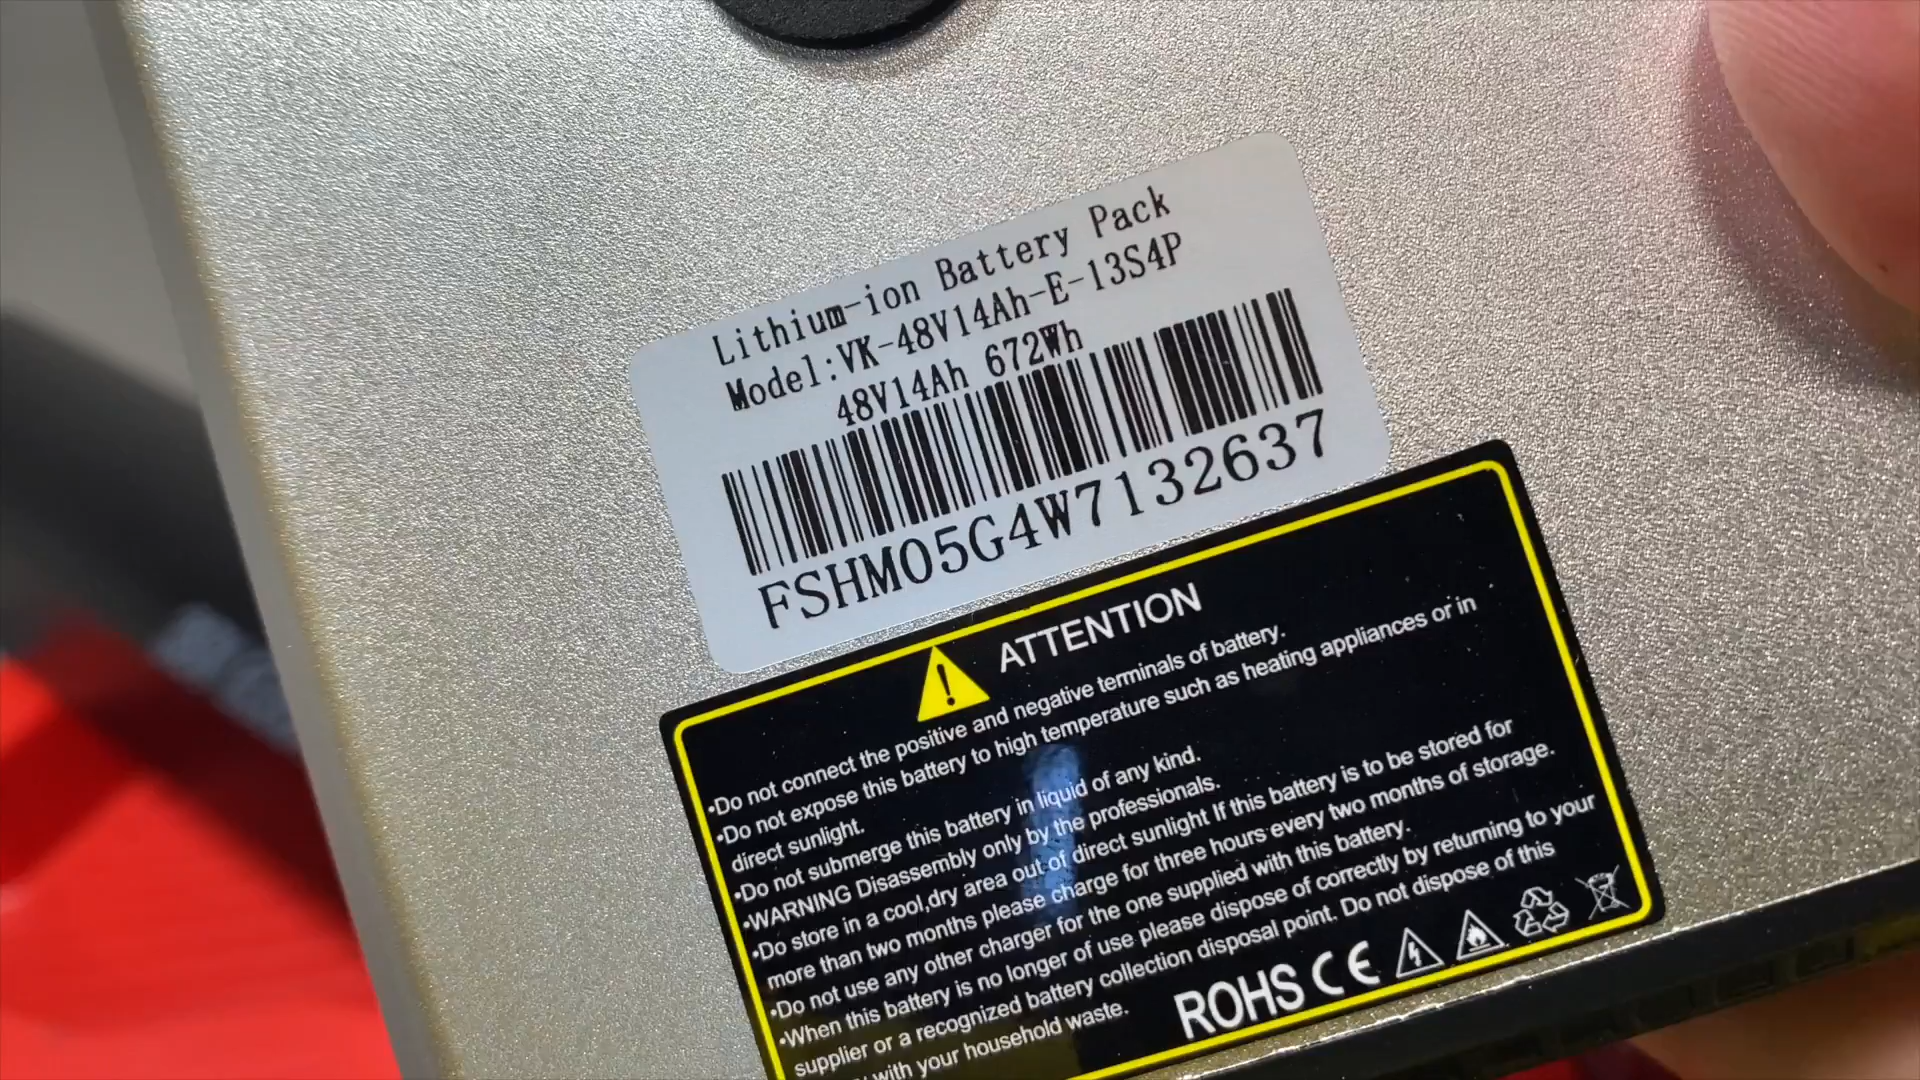 Lithium-ion Battery Pack
Model:VK-48V14Ah-E-13S4P
48V14Ah 672Wh
FSHM05G4W7132637
ATTENTION
•Do not connect the positive and negative terminals of battery.
•Do not expose this battery to high temperature such as heating appliances or in
direct sunlight.
•Do not submerge this battery in liquid of any kind.
•WARNING Disassembly only by the professionals.
•Do store in a cool,dry area out of direct sunlight If this battery is to be stored for
more than two months please charge for three hours every two months of storage.
•Do not use any other charger for the one supplied with this battery.
•When this battery is no longer of use please dispose of correctly by returning to your
supplier or a recognized battery collection disposal point. Do not dispose of this
with your household waste.
ROHS CE